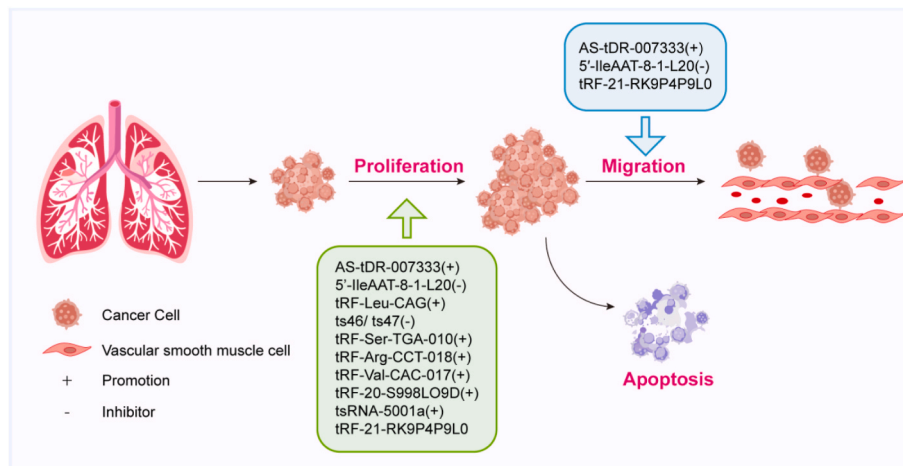 AS-tDR-007333(+)
5'-IleAAT-8-1-L20(-)
tRF-21-RK9P4P9L0
Proliferation
Migration
AS-tDR-007333(+)
5’-IleAAT-8-1-L20(-)
tRF-Leu-CAG(+)
ts46/ ts47(-)
tRF-Ser-TGA-010(+)
tRF-Arg-CCT-018(+)
tRF-Val-CAC-017(+)
tRF-20-S998LO9D(+)
tsRNA-5001a(+)
tRF-21-RK9P4P9L0
Apoptosis
Cancer Cell
Vascular smooth muscle cell
+ Promotion
- Inhibitor